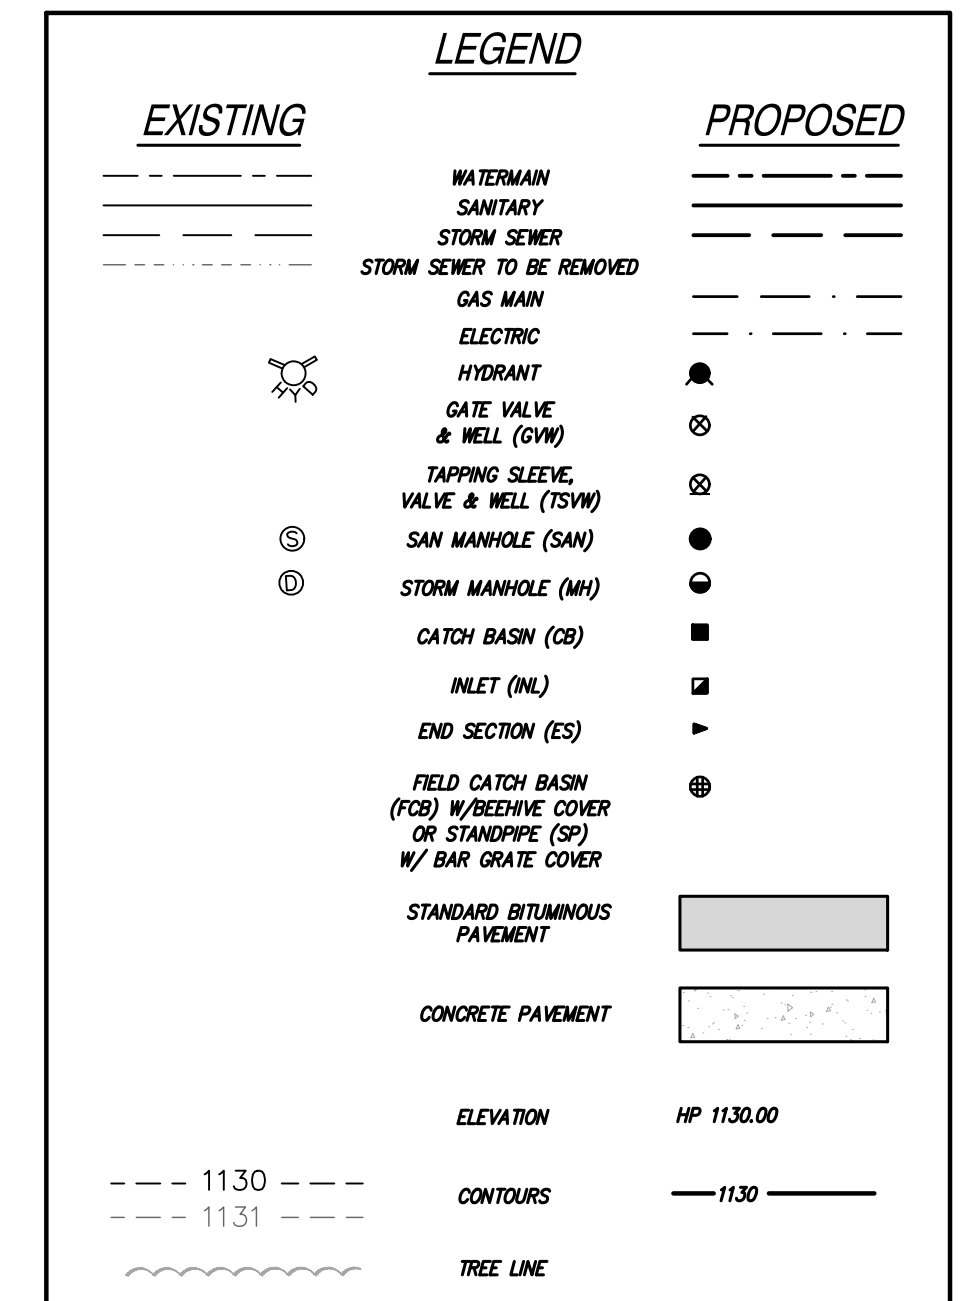 LEGEND
EXISTING
PROPOSED
WATERMAIN
SANITARY
STORM SEWER
STORM SEWER TO BE REMOVED
GAS MAIN
ELECTRIC
HYD
HYDRANT
GATE VALVE
& WELL (GVW)
TAPPING SLEEVE,
VALVE & WELL (TSVW)
S
SAN MANHOLE (SAN)
D
STORM MANHOLE (MH)
CATCH BASIN (CB)
INLET (INL)
END SECTION (ES)
FIELD CATCH BASIN
(FCB) W/BEEHIVE COVER
OR STANDPIPE (SP)
W/ BAR GRATE COVER
STANDARD BITUMINOUS
PAVEMENT
CONCRETE PAVEMENT
ELEVATION
HP 1130.00
1130
CONTOURS
1130
1131
TREE LINE